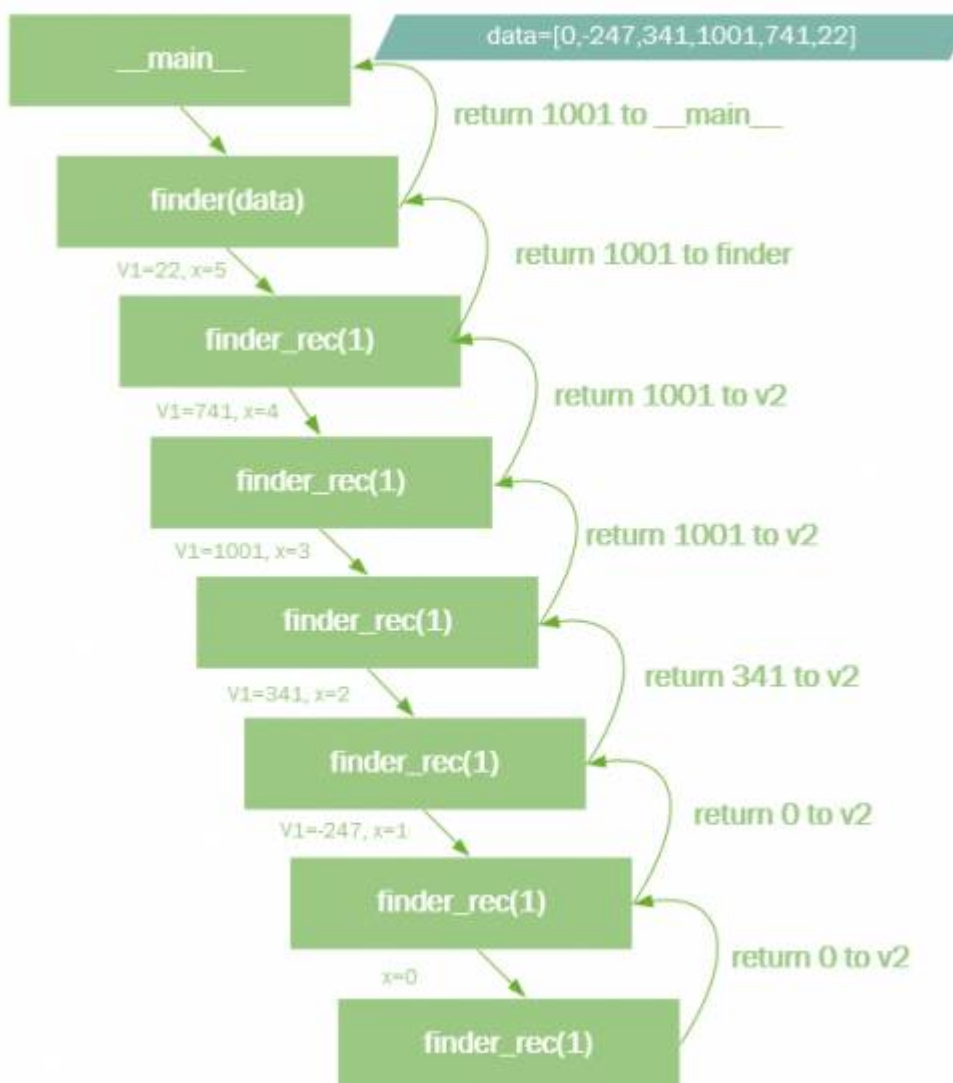 data=[0,-247,341,1001,741,22]
__main__
return 1001 to __main__
finder(data)
return 1001 to finder
V1=22, x=5
finder_rec(1)
return 1001 to v2
V1=741, x=4
finder_rec(1)
return 1001 to v2
V1=1001, x=3
finder_rec(1)
return 341 to v2
V1=341, x=2
finder_rec(1)
return 0 to v2
V1=-247, x=1
finder_rec(1)
return 0 to v2
x=0
finder_rec(1)